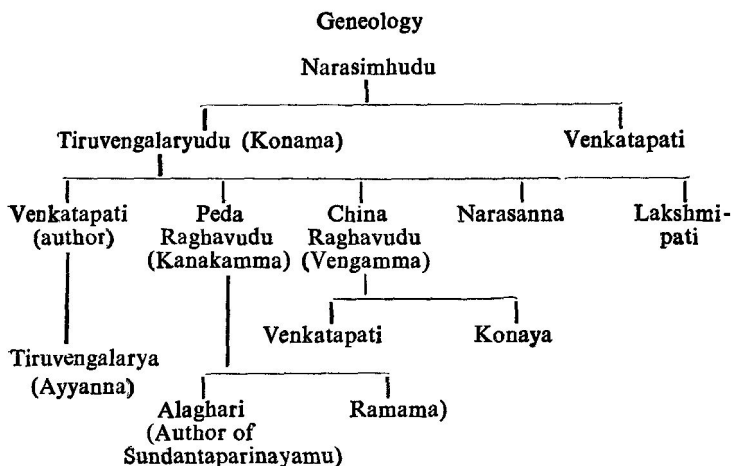 Geneology
Narasimhudu
Tiruvengalaryudu (Konama) Venkatapati
Venkatapati Peda China Narasanna Lakshmi-
(author) Raghavudu Raghavudu pati
(Kanakamma) (Vengamma)
Venkatapati Konaya
Tiruvengalarya
(Ayyanna)
Alaghari Ramama)
(Author of
Sundantaparinayamu)